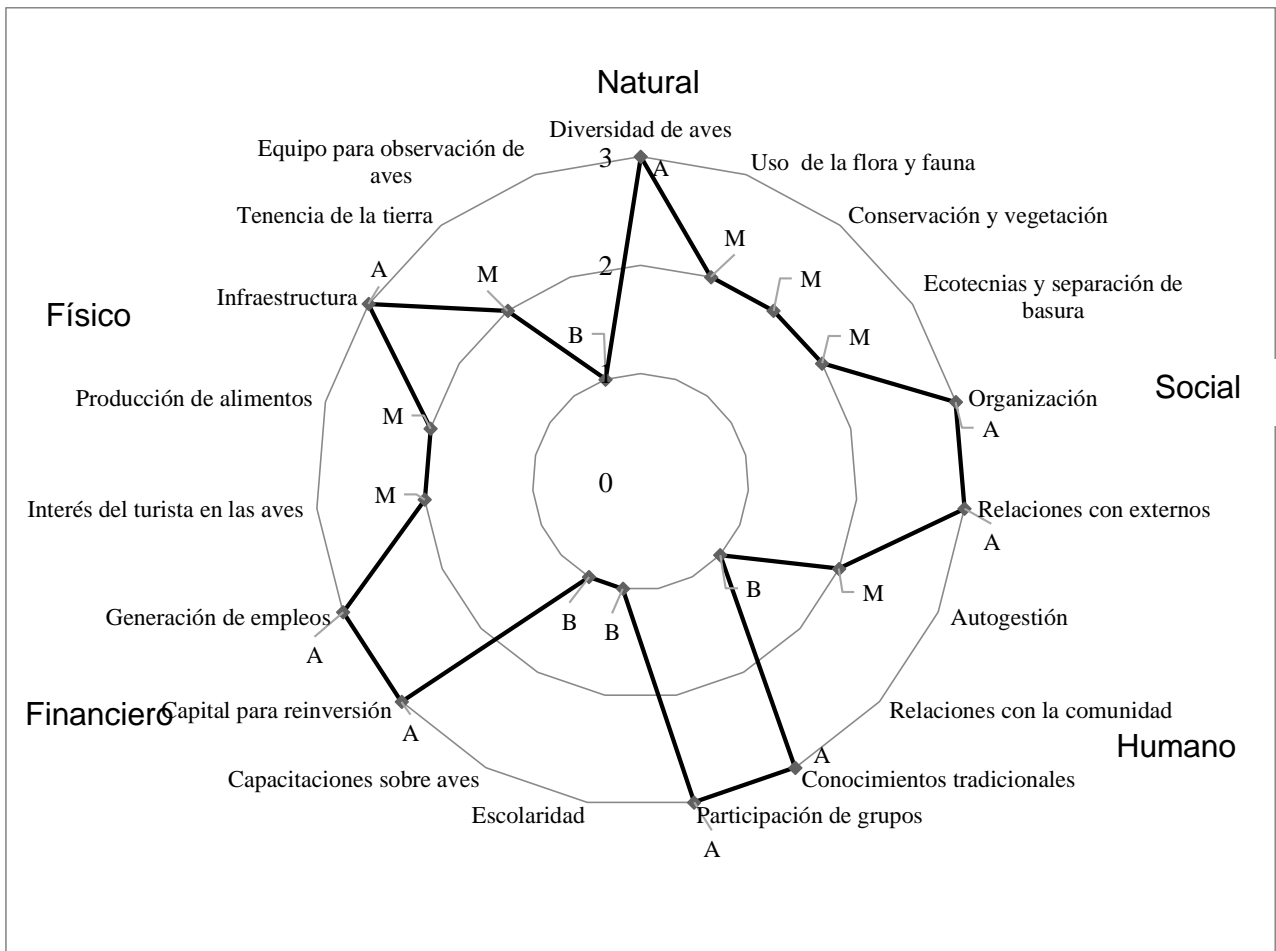 Natural
Diversidad de aves
Equipo para observación de
aves
3
A
Uso de la flora y fauna
Tenencia de la tierra
Conservación y vegetación
M
A
M
M
2
Infraestructura
Ecotecnias y separación de
basura
Físico
B
M
1
Social
Producción de alimentos
Organización
M
A
0
M
Interés del turista en las aves
Relaciones con externos
A
B
M
Generación de empleos
Autogestión
B
B
A
Financiero
Capital para reinversión
Relaciones con la comunidad
A
Humano
A
Capacitaciones sobre aves
Conocimientos tradicionales
Escolaridad
Participación de grupos
A